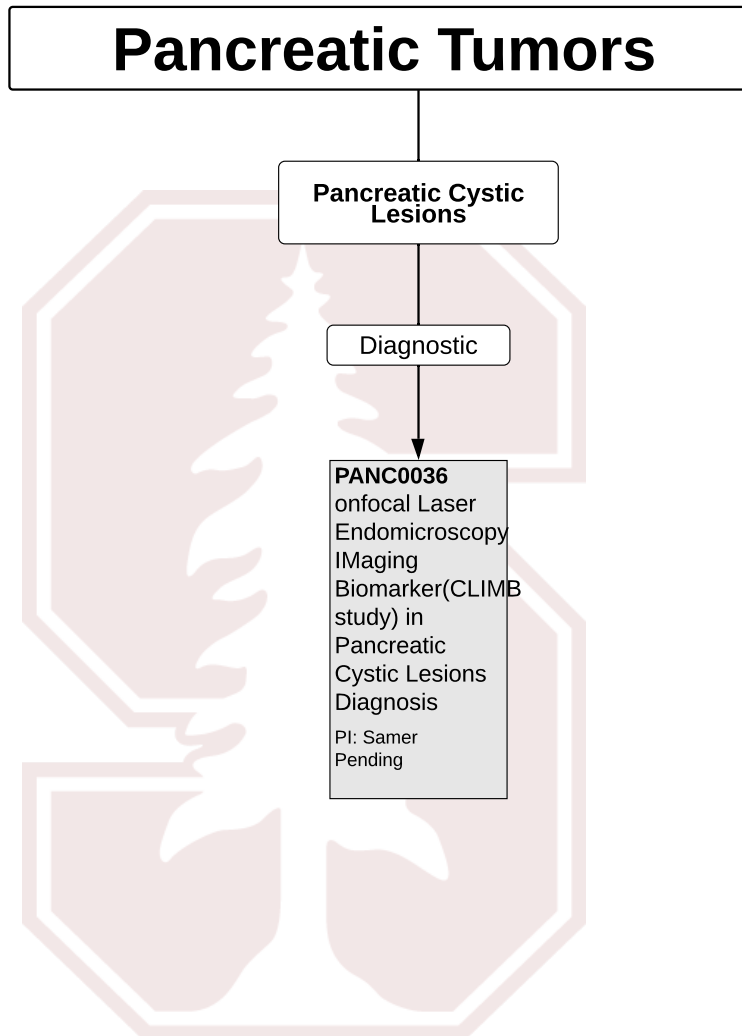 Pancreatic Tumors
Pancreatic Cystic
Lesions
Diagnostic
PANC0036
onfocal Laser
Endomicroscopy
IMaging
Biomarker(CLIMB
study) in
Pancreatic
Cystic Lesions
Diagnosis
PI: Samer
Pending